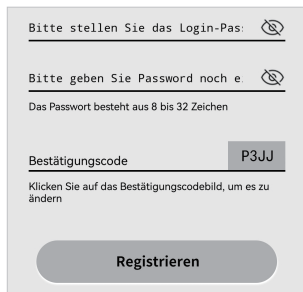 Bitte stellen Sie das Login-Pas
Bitte geben Sie Password noch e
Das Passwort besteht aus 8 bis 32 Zeichen
Bestätigungscode P3JJ
Klicken Sie auf das Bestätigungscodebild, um es zu
ändern
Registrieren